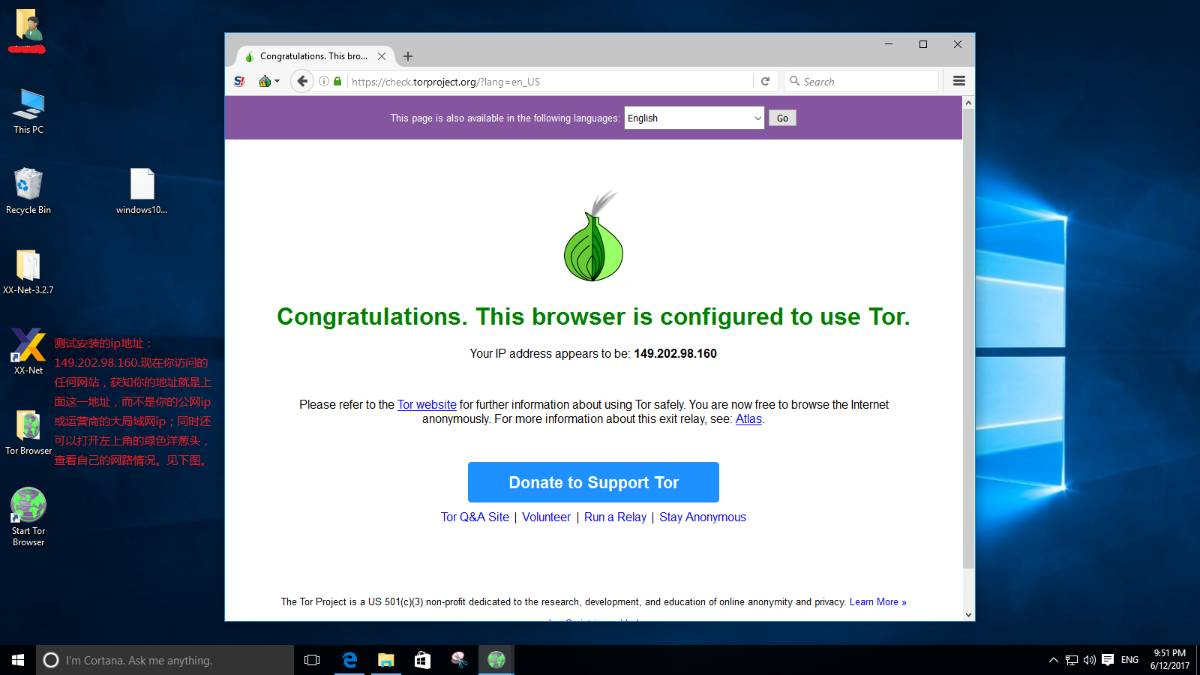 Congratulations. This bro...
https://check.torproject.org/?lang=en_US
Search
This page is also available in the following languages:
English
Go
Congratulations. This browser is configured to use Tor.
Your IP address appears to be: 149.202.98.160
Please refer to the Tor website for further information about using Tor safely. You are now free to browse the Internet
anonymously. For more information about this exit relay, see: Atlas.
Donate to Support Tor
Tor Q&A Site | Volunteer | Run a Relay | Stay Anonymous
The Tor Project is a US 501(c)(3) non-profit dedicated to the research, development, and education of online anonymity and privacy. Learn More »
This PC
Recycle Bin
windows10...
XX-Net-3.2.7
XX-Net
Tor Browser
Start Tor
Browser
测试安装的ip地址：
149.202.98.160.现在你访问的
任何网站，获知你的地址就是上
面这一地址，而不是你的公网ip
或运营商的大局域网ip；同时还
可以打开左上角的绿色洋葱头，
查看自己的网路情况。见下图。
I'm Cortana. Ask me anything.
ENG
9:51 PM
6/12/2017